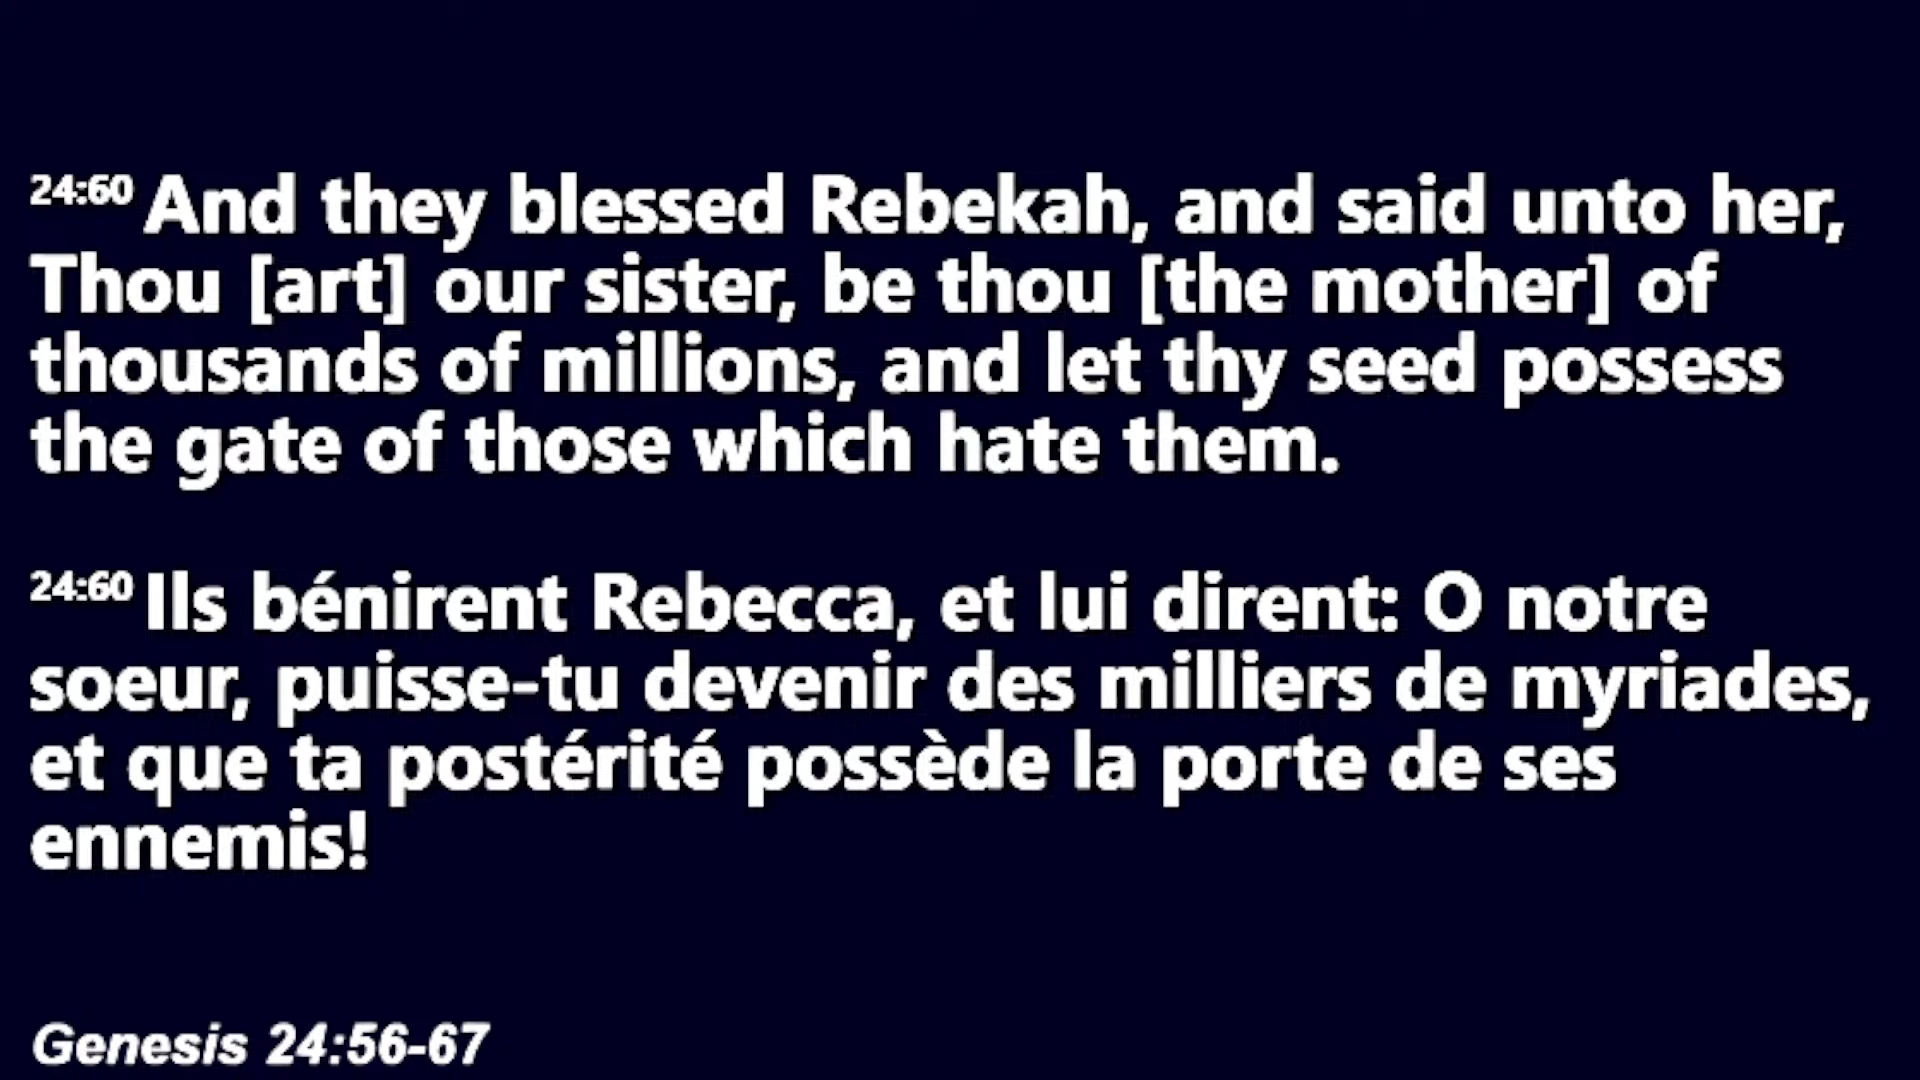 24:60 And they blessed Rebekah, and said unto her,
Thou [art] our sister, be thou [the mother] of
thousands of millions, and let thy seed possess
the gate of those which hate them.
24:60 Ils bénirent Rebecca, et lui dirent: O notre
soeur, puisse-tu devenir des milliers de myriades,
et que ta postérité possède la porte de ses
ennemis!
Genesis 24:56-67